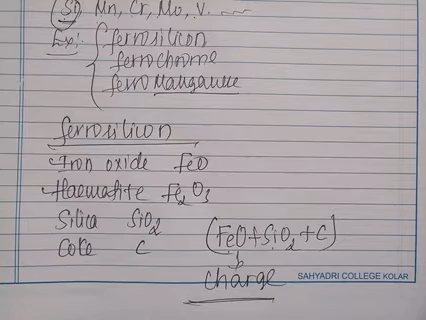 Si, Mn, Cr, Mo, V.
Ex:- ferrosilicon
ferrochrome
ferro Manganese
ferrosilicon
Iron oxide FeO
Haematite Fe2O3
Silica SiO2 (FeO+SiO2+C)
Coke C
Charge
SAHYADRI COLLEGE KOLAR